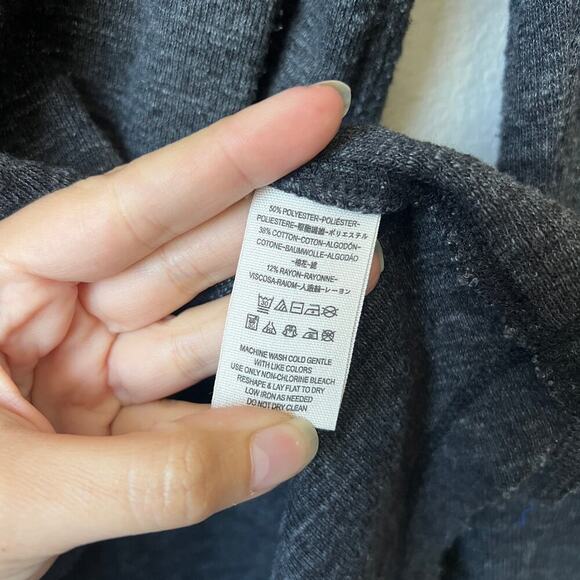 50% POLYESTER-POLIÉSTER-
POLIESTERE-聚酯纖維-ポリエステル
38% COTTON-COTON-ALGODÓN-
COTONE-BAUMWOLLE-ALGODÃO
-棉花-綿
12% RAYON-RAYONNE-
VISCOSA-RAIOM-人造絲-レーヨン
30
MACHINE WASH COLD GENTLE
WITH LIKE COLORS
USE ONLY NON-CHLORINE BLEACH
RESHAPE & LAY FLAT TO DRY
LOW IRON AS NEEDED
DO NOT DRY CLEAN